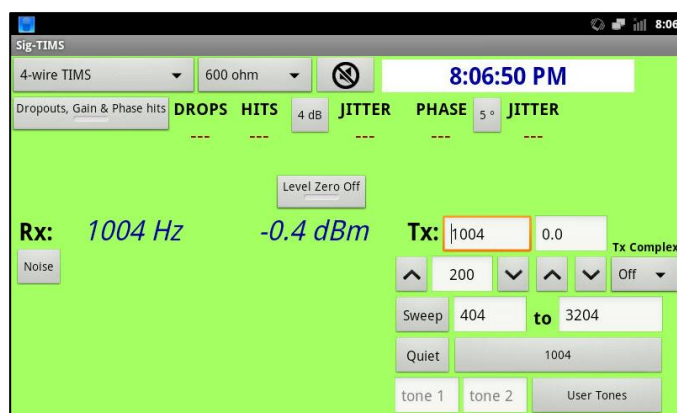 8:06
Sig-TIMS
4-wire TIMS 600 ohm 8:06:50 PM
Dropouts, Gain & Phase hits DROPS HITS 4 dB JITTER PHASE 5 ° JITTER
--- --- --- --- ---
Level Zero Off
Rx: 1004 Hz -0.4 dBm Tx: 1004 0.0 Tx Complex
Noise 200 Off
Sweep 404 to 3204
Quiet 1004
tone 1 tone 2 User Tones